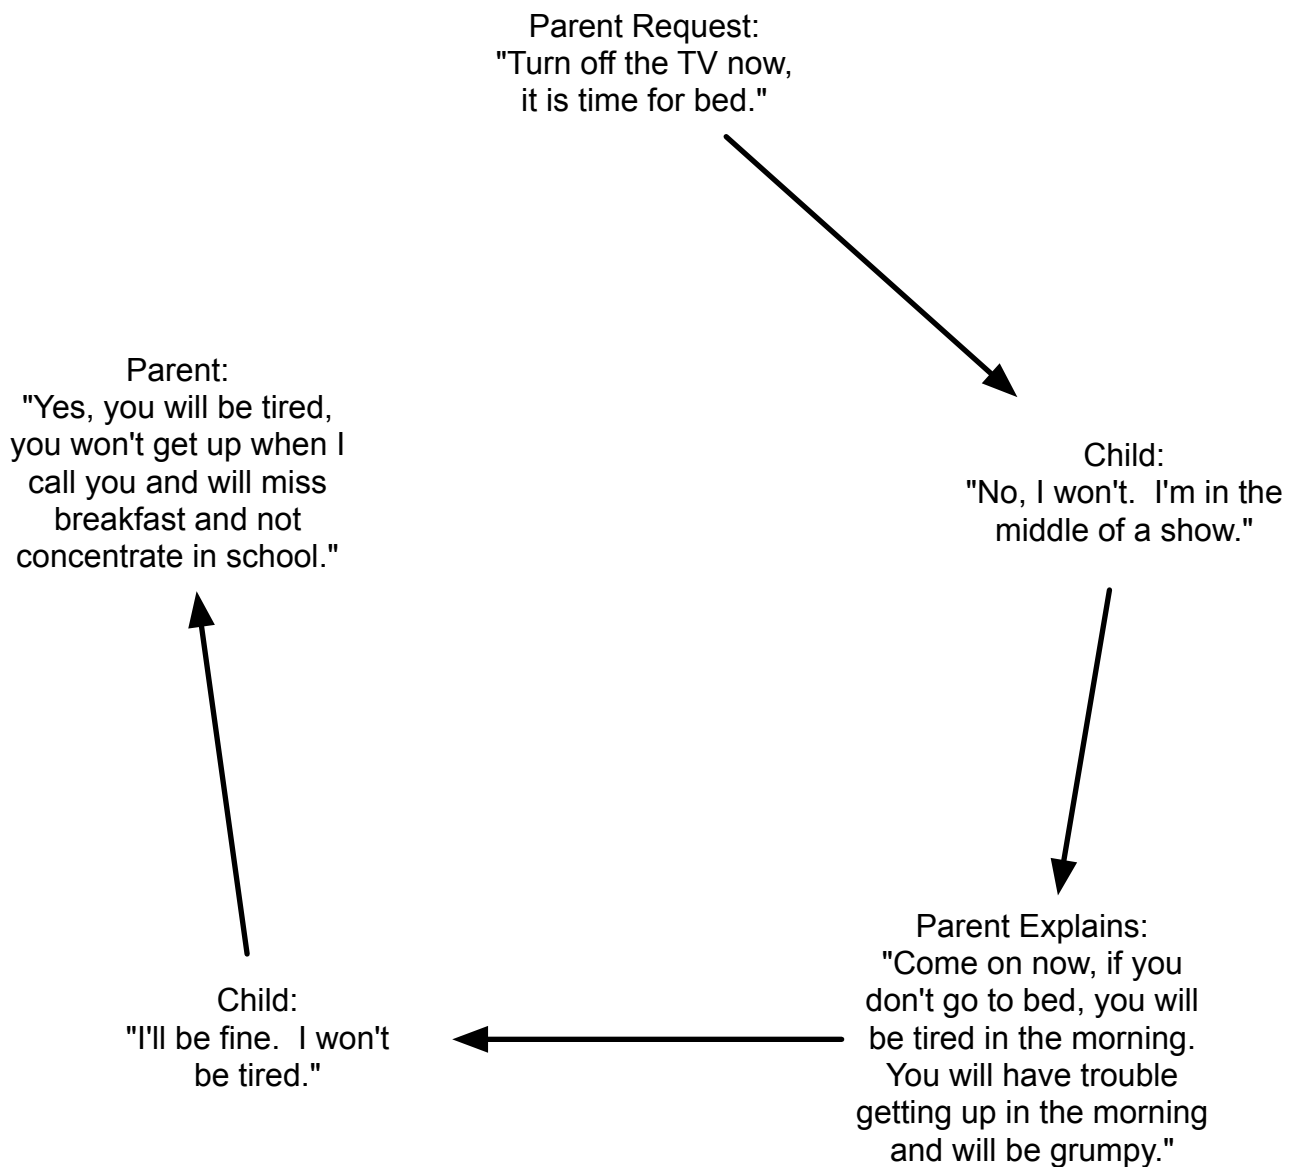 Parent Request:
"Turn off the TV now,
it is time for bed."
Child:
"No, I won't.  I'm in the
middle of a show."
Parent Explains:
"Come on now, if you
don't go to bed, you will
be tired in the morning.
You will have trouble
getting up in the morning
and will be grumpy."
Child:
"I'll be fine.  I won't
be tired."
Parent:
"Yes, you will be tired,
you won't get up when I
call you and will miss
breakfast and not
concentrate in school."